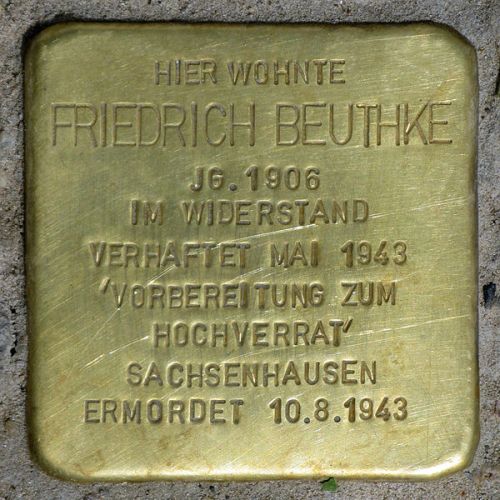 HIER WOHNTE
FRIEDRICH BEUTHKE
JG. 1906
IM WIDERSTAND
VERHAFTET MAI 1943
'VORBEREITUNG ZUM
HOCHVERRAT'
SACHSENHAUSEN
ERMORDET 10.8.1943